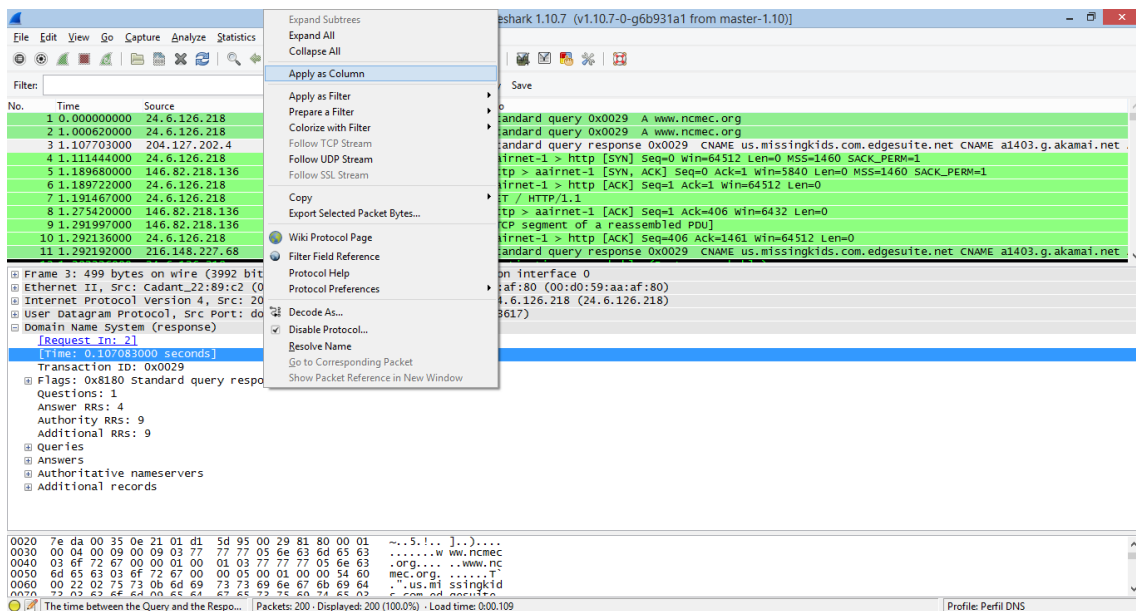 eshark 1.10.7 (v1.10.7-0-g6b931a1 from master-1.10)]
File Edit View Go Capture Analyze Statistics
Filter: Save
No. Time Source
1 0.000000000 24.6.126.218 tandard query 0x0029 A www.ncmec.org
2 1.000620000 24.6.126.218 tandard query 0x0029 A www.ncmec.org
3 1.107703000 204.127.202.4 tandard query response 0x0029 CNAME us.missingkids.com.edgesuite.net CNAME a1403.g.akamai.net
4 1.111444000 24.6.126.218 airnet-1 > http [SYN] Seq=0 Win=64512 Len=0 MSS=1460 SACK_PERM=1
5 1.189680000 146.82.218.136 ttp > aairnet-1 [SYN, ACK] Seq=0 Ack=1 Win=5840 Len=0 MSS=1460 SACK_PERM=1
6 1.189722000 24.6.126.218 airnet-1 > http [ACK] Seq=1 Ack=1 Win=64512 Len=0
7 1.191467000 24.6.126.218 ET / HTTP/1.1
8 1.275420000 146.82.218.136 ttp > aairnet-1 [ACK] Seq=1 Ack=406 Win=6432 Len=0
9 1.291997000 146.82.218.136 TCP segment of a reassembled PDU]
10 1.292136000 24.6.126.218 airnet-1 > http [ACK] Seq=406 Ack=1461 Win=64512 Len=0
11 1.292192000 216.148.227.68 tandard query response 0x0029 CNAME us.missingkids.com.edgesuite.net CNAME a1403.g.akamai.net
Expand Subtrees
Expand All
Collapse All
Apply as Column
Apply as Filter
Prepare a Filter
Colorize with Filter
Follow TCP Stream
Follow UDP Stream
Follow SSL Stream
Copy
Export Selected Packet Bytes...
Wiki Protocol Page
Filter Field Reference
Protocol Help
Protocol Preferences
Decode As...
Disable Protocol...
Resolve Name
Go to Corresponding Packet
Show Packet Reference in New Window
Frame 3: 499 bytes on wire (3992 bit on interface 0
Ethernet II, Src: Cadant_22:89:c2 (0 :af:80 (00:d0:59:aa:af:80)
Internet Protocol Version 4, Src: 20 4.6.126.218 (24.6.126.218)
User Datagram Protocol, Src Port: do 3617)
Domain Name System (response)
[Request In: 2]
[Time: 0.107083000 seconds]
Transaction ID: 0x0029
Flags: 0x8180 Standard query respo
Questions: 1
Answer RRs: 4
Authority RRs: 9
Additional RRs: 9
Queries
Answers
Authoritative nameservers
Additional records
0020 7e da 00 35 0e 21 01 d1 5d 95 00 29 81 80 00 01 ~..5.!.. ]..)....
0030 00 04 00 09 00 09 03 77 77 77 05 6e 63 6d 65 63 .......w ww.ncmec
0040 03 6f 72 67 00 00 01 00 01 03 77 77 77 05 6e 63 .org.... ..www.nc
0050 6d 65 63 03 6f 72 67 00 00 05 00 01 00 00 54 60 mec.org. ......T`
0060 00 22 02 75 73 0b 6d 69 73 73 69 6e 67 6b 69 64 .".us.mi ssingkid
The time between the Query and the Respo... Packets: 200 · Displayed: 200 (100.0%) · Load time: 0:00.109 Profile: Perfil DNS